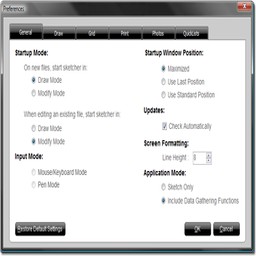 Preferences
General Draw Grid Print Photos QuickLists
Startup Mode:
On new files, start sketcher in:
Draw Mode
Modify Mode
When editing an existing file, start sketcher in:
Draw Mode
Modify Mode
Input Mode:
Mouse/Keyboard Mode
Pen Mode
Startup Window Position:
Maximized
Use Last Position
Use Standard Position
Updates:
Check Automatically
Screen Formatting:
Line Height: 8
Application Mode:
Sketch Only
Include Data Gathering Functions
Restore Default Settings
OK Cancel